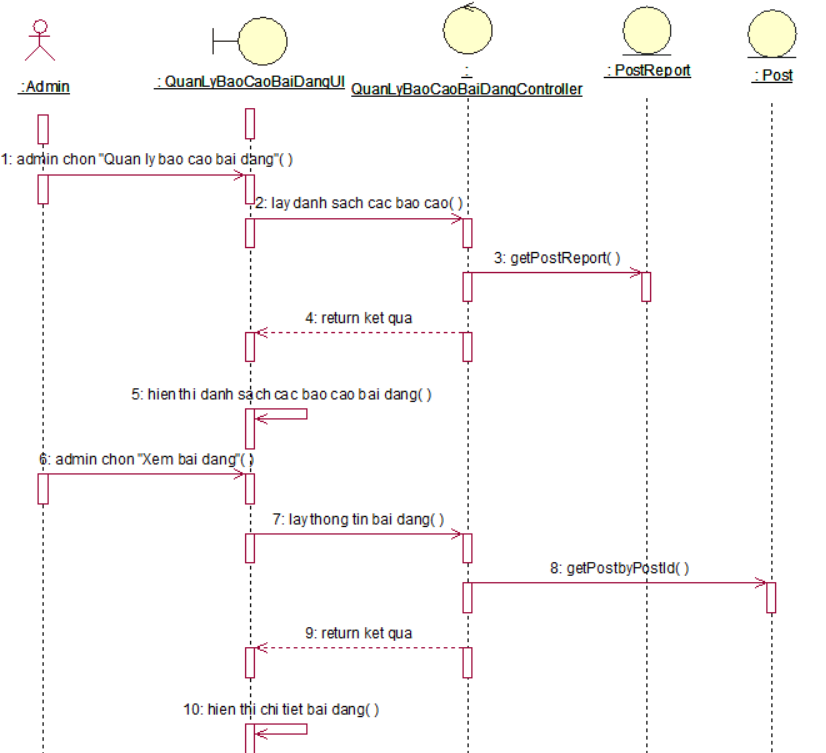 :Admin
: QuanLyBaoCaoBaiDangUI
:
QuanLyBaoCaoBaiDangController
: PostReport
: Post
1: admin chon "Quan ly bao cao bai dang"( )
2: lay danh sach cac bao cao( )
3: getPostReport( )
4: return ket qua
5: hien thi danh sach cac bao cao bai dang( )
6: admin chon "Xem bai dang"( )
7: lay thong tin bai dang( )
8: getPostbyPostId( )
9: return ket qua
10: hien thi chi tiet bai dang( )